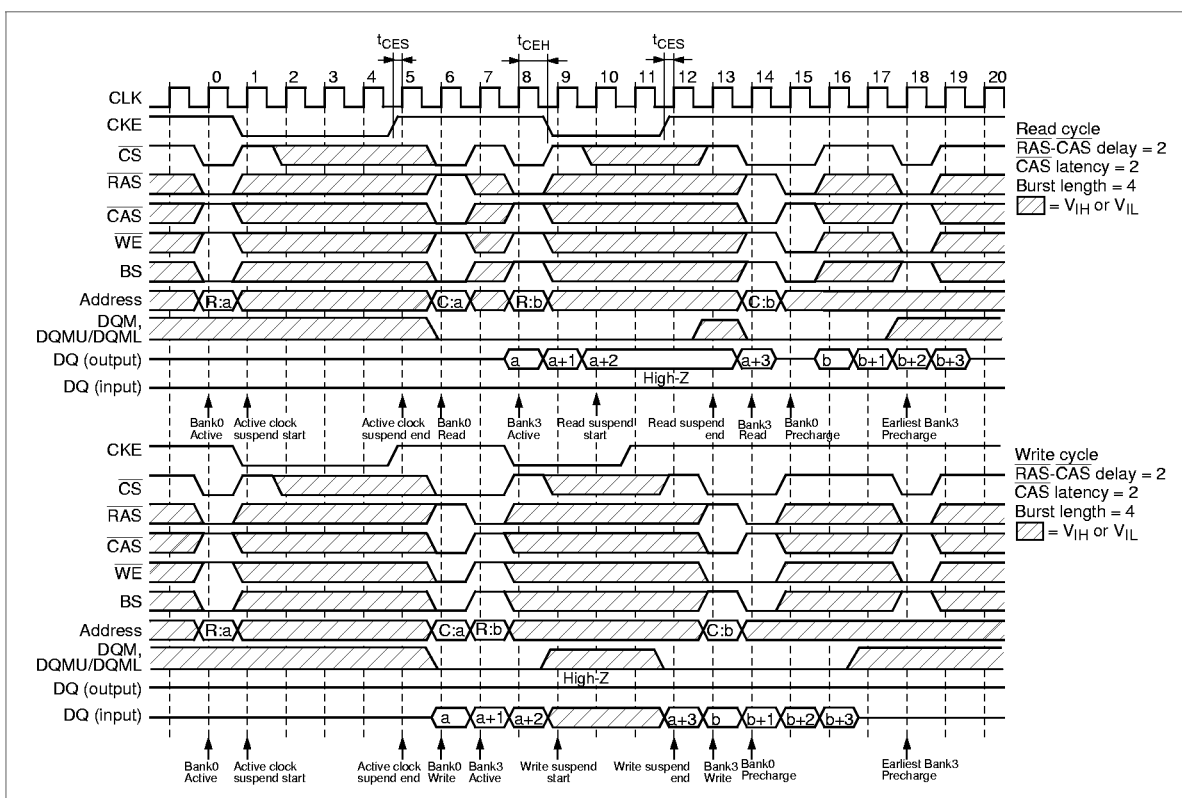 tCES tCEH tCES
0 1 2 3 4 5 6 7 8 9 10 11 12 13 14 15 16 17 18 19 20
CLK
CKE
CS
RAS
CAS
WE
BS
Address R:a C:a R:b C:b
DQM,
DQMU/DQML
DQ (output) a a+1 a+2 a+3 b b+1 b+2 b+3
High-Z
DQ (input)
Bank0 Active
Active clock suspend start
Active clock suspend end
Bank0 Read
Bank3 Active
Read suspend start
Read suspend end
Bank3 Read
Bank0 Precharge
Earliest Bank3 Precharge
Read cycle
RAS-CAS delay = 2
CAS latency = 2
Burst length = 4
= VIH or VIL
CKE
CS
RAS
CAS
WE
BS
Address R:a C:a R:b C:b
DQM,
DQMU/DQML
High-Z
DQ (output)
DQ (input) a a+1 a+2 a+3 b b+1 b+2 b+3
Bank0 Active
Active clock suspend start
Active clock supend end
Bank0 Write
Bank3 Active
Write suspend start
Write suspend end
Bank3 Write
Bank0 Precharge
Earliest Bank3 Precharge
Write cycle
RAS-CAS delay = 2
CAS latency = 2
Burst length = 4
= VIH or VIL